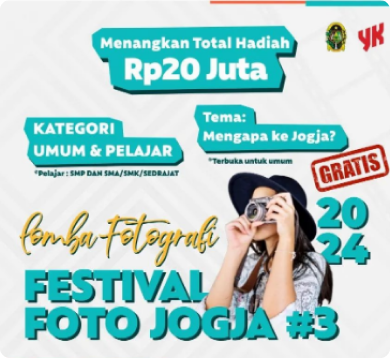 Menangkan Total Hadiah
Rp20 Juta
YK
KATEGORI
UMUM & PELAJAR
*Pelajar : SMP DAN SMA/SMK/SEDRAJAT
Tema:
Mengapa ke Jogja?
*Terbuka untuk umum
GRATIS
Lomba Fotografi
20
24
FESTIVAL
FOTO JOGJA #3